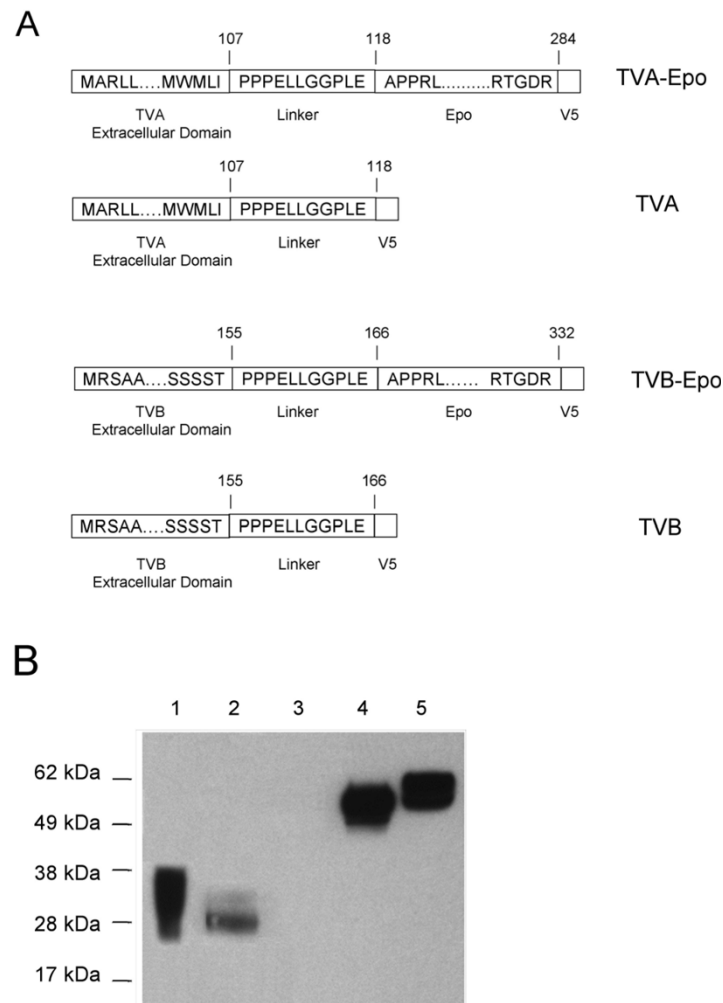 A
107 118 284
MARLL....MWMLI PPPELLGGPLE APPRL..........RTGDR TVA-Epo
TVA Linker Epo V5
Extracellular Domain
107 118
MARLL....MWMLI PPPELLGGPLE TVA
TVA Linker V5
Extracellular Domain
155 166 332
MRSAA....SSSST PPPELLGGPLE APPRL...... RTGDR TVB-Epo
TVB Linker Epo V5
Extracellular Domain
155 166
MRSAA....SSSST PPPELLGGPLE TVB
TVB Linker V5
Extracellular Domain
B
1 2 3 4 5
62 kDa
49 kDa
38 kDa
28 kDa
17 kDa